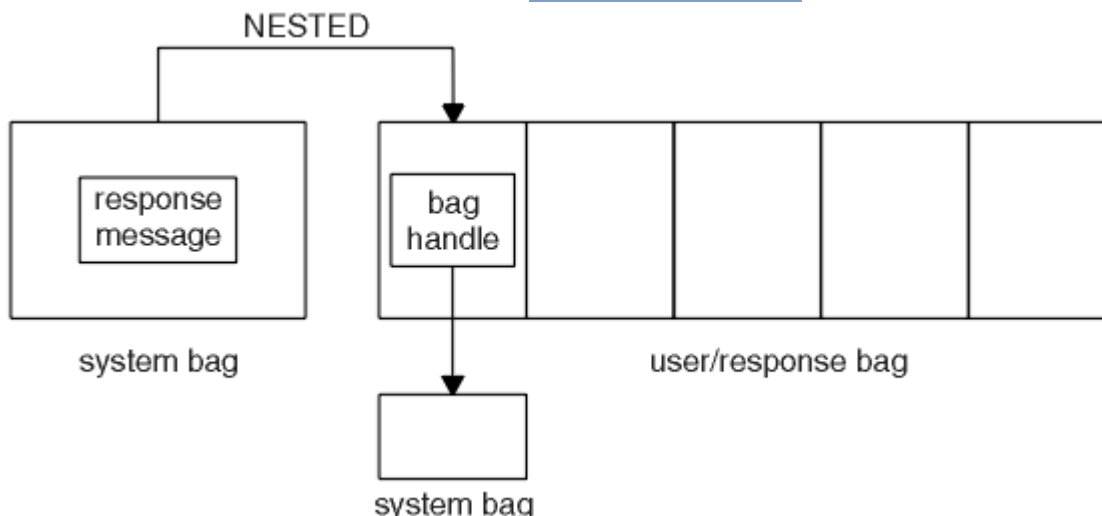 NESTED
response
message
bag
handle
system bag
user/response bag
system bag